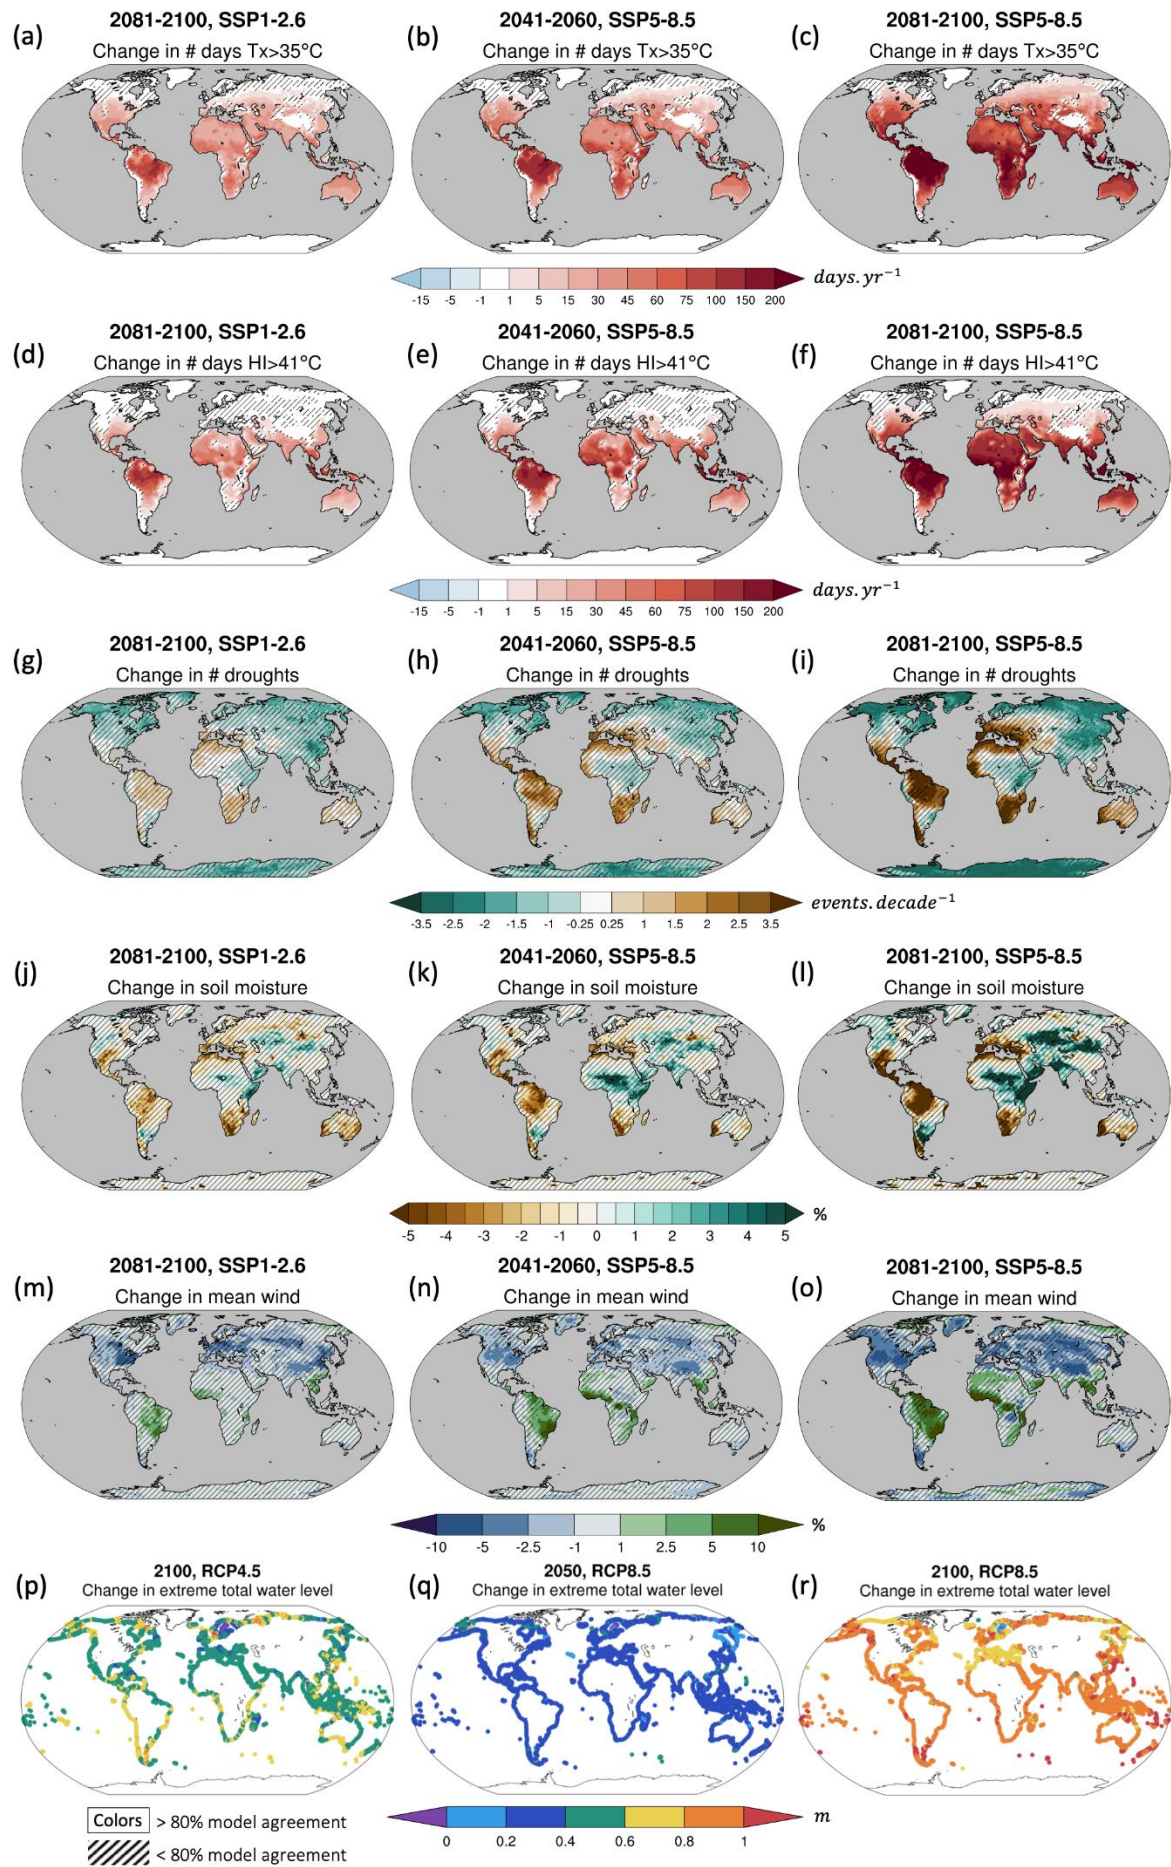 (a) 2081-2100, SSP1-2.6
Change in # days Tx>35°C
(b) 2041-2060, SSP5-8.5
Change in # days Tx>35°C
(c) 2081-2100, SSP5-8.5
Change in # days Tx>35°C
-15 -5 -1 1 5 15 30 45 60 75 100 150 200 days.yr⁻¹
(d) 2081-2100, SSP1-2.6
Change in # days HI>41°C
(e) 2041-2060, SSP5-8.5
Change in # days HI>41°C
(f) 2081-2100, SSP5-8.5
Change in # days HI>41°C
-15 -5 -1 1 5 15 30 45 60 75 100 150 200 days.yr⁻¹
(g) 2081-2100, SSP1-2.6
Change in # droughts
(h) 2041-2060, SSP5-8.5
Change in # droughts
(i) 2081-2100, SSP5-8.5
Change in # droughts
-3.5 -2.5 -2 -1.5 -1 -0.25 0.25 1 1.5 2 2.5 3.5 events.decade⁻¹
(j) 2081-2100, SSP1-2.6
Change in soil moisture
(k) 2041-2060, SSP5-8.5
Change in soil moisture
(l) 2081-2100, SSP5-8.5
Change in soil moisture
-5 -4 -3 -2 -1 0 1 2 3 4 5 %
(m) 2081-2100, SSP1-2.6
Change in mean wind
(n) 2041-2060, SSP5-8.5
Change in mean wind
(o) 2081-2100, SSP5-8.5
Change in mean wind
-10 -5 -2.5 -1 1 2.5 5 10 %
(p) 2100, RCP4.5
Change in extreme total water level
(q) 2050, RCP8.5
Change in extreme total water level
(r) 2100, RCP8.5
Change in extreme total water level
0 0.2 0.4 0.6 0.8 1 m
Colors > 80% model agreement
< 80% model agreement